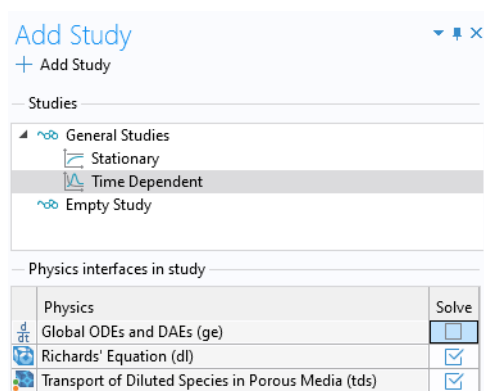 Add Study
+ Add Study
Studies
General Studies
Stationary
Time Dependent
Empty Study
Physics interfaces in study
Physics Solve
d/dt Global ODEs and DAEs (ge)
Richards' Equation (dl)
Transport of Diluted Species in Porous Media (tds)